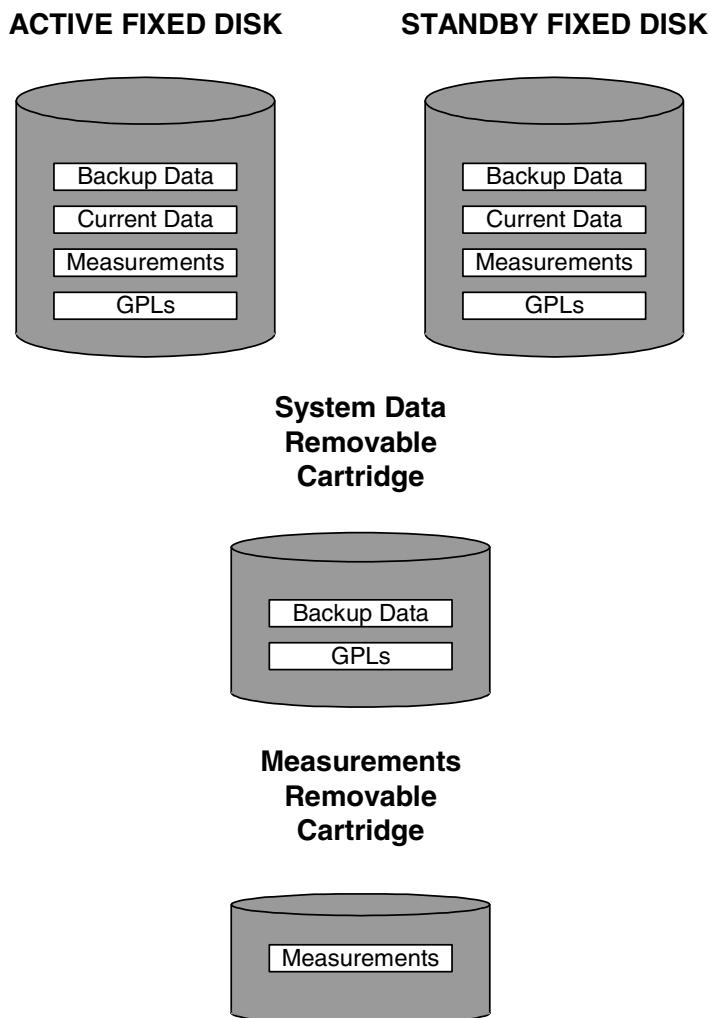 ACTIVE FIXED DISK
STANDBY FIXED DISK
Backup Data
Current Data
Measurements
GPLs
Backup Data
Current Data
Measurements
GPLs
System Data
Removable
Cartridge
Backup Data
GPLs
Measurements
Removable
Cartridge
Measurements